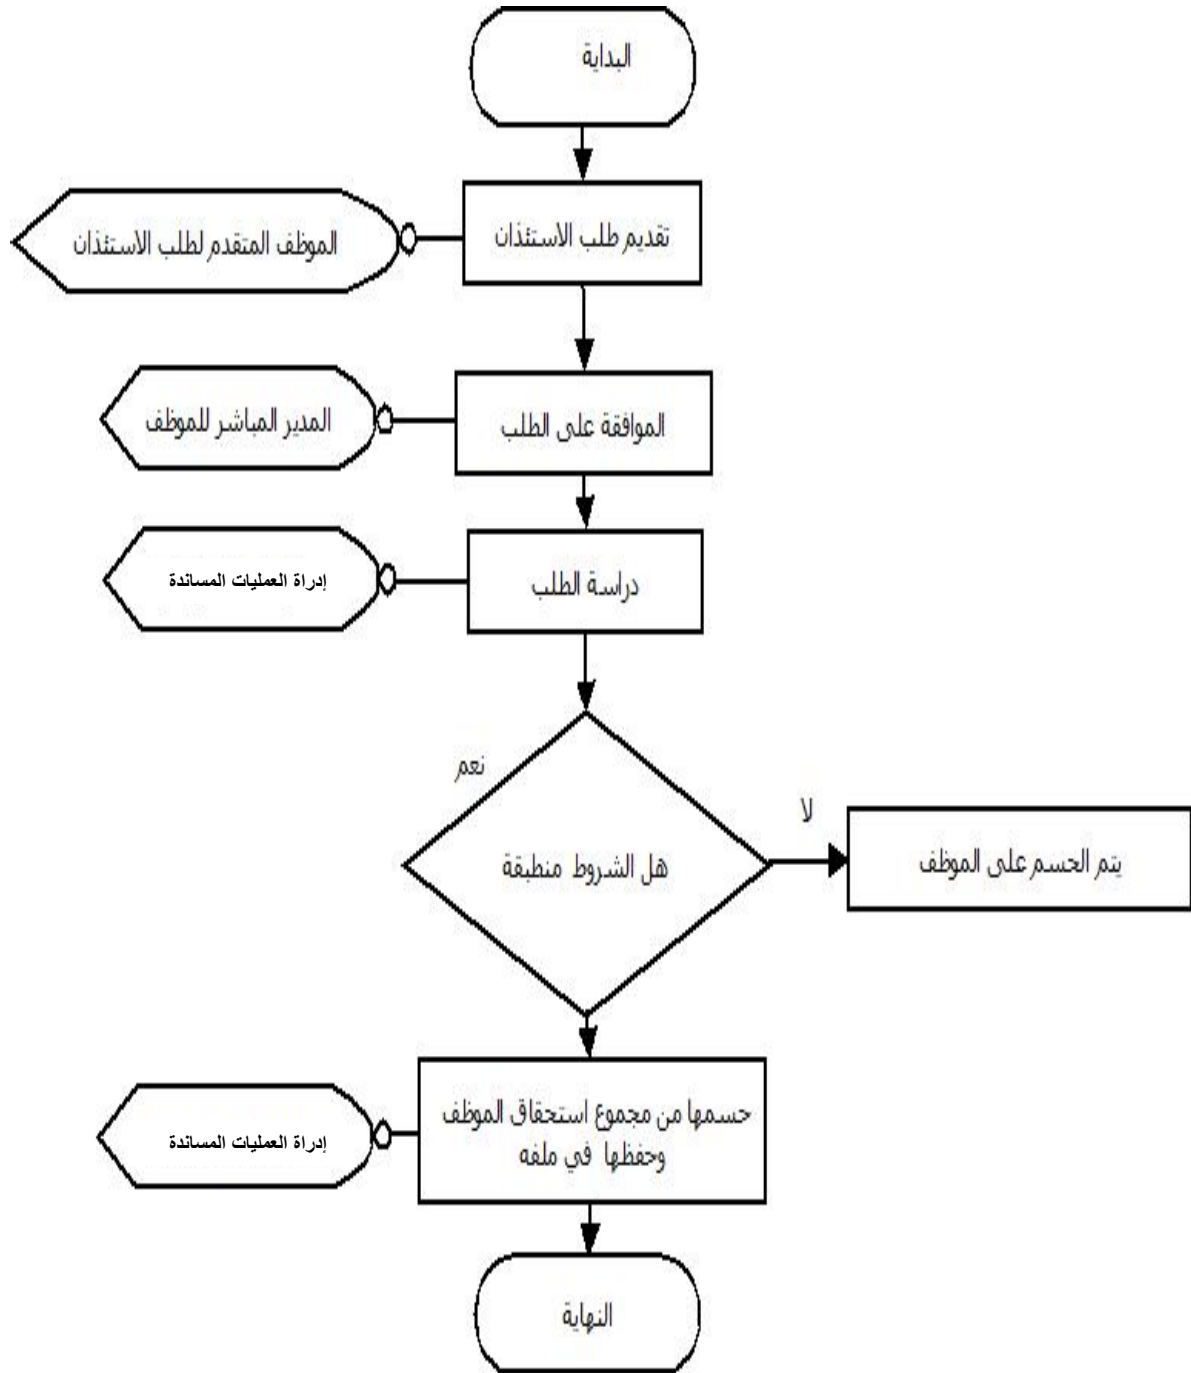 البداية
تقديم طلب الاستئذان
الموظف المتقدم لطلب الاستئذان
الموافقة على الطلب
المدير المباشر للموظف
دراسة الطلب
إدراة العمليات المساندة
نعم
هل الشروط منطبقة
لا
يتم الحسم على الموظف
حسمها من مجموع استحقاق الموظف
وحفظها في ملفه
إدراة العمليات المساندة
النهاية